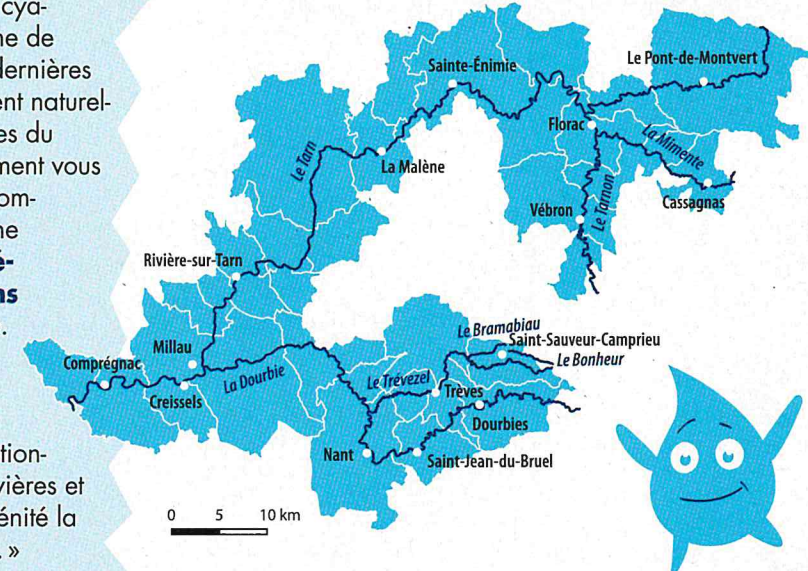 cya-
ne de
dernières
ent naturel-
es du
ment vous
om-
ne
é-
ns
.
tion-
vières et
énité la
. »
Sainte-Énimie
Le Pont-de-Montvert
Florac
La Mimente
Le Tarn
La Malène
Cassagnas
Vébron
Le Tarnon
Rivière-sur-Tarn
Le Bramabiau
Saint-Sauveur-Camprieu
Millau
Le Bonheur
Comprégnac
La Dourbie
Le Trévezel
Trèves
Creissels
Dourbies
Nant
Saint-Jean-du-Bruel
0 5 10 km